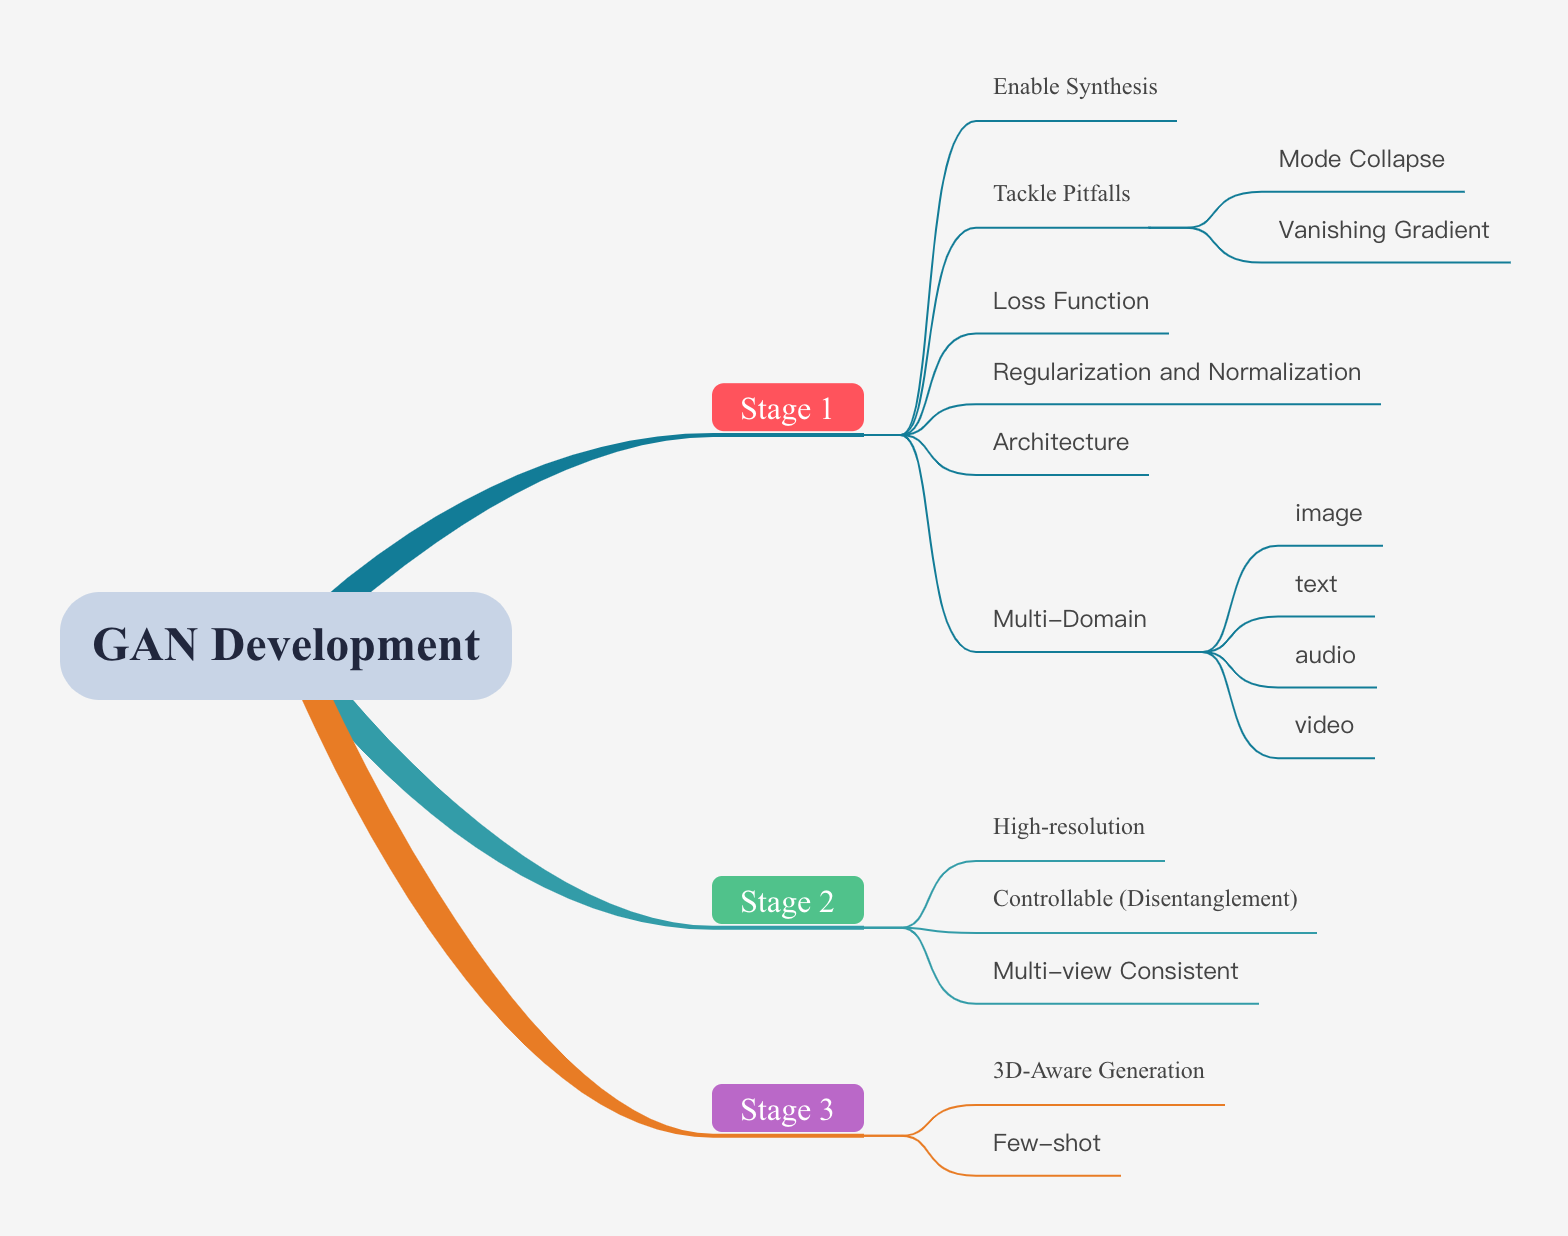 GAN Development
Stage 1
Enable Synthesis
Tackle Pitfalls
Mode Collapse
Vanishing Gradient
Loss Function
Regularization and Normalization
Architecture
Multi–Domain
image
text
audio
video
Stage 2
High-resolution
Controllable (Disentanglement)
Multi–view Consistent
Stage 3
3D-Aware Generation
Few–shot